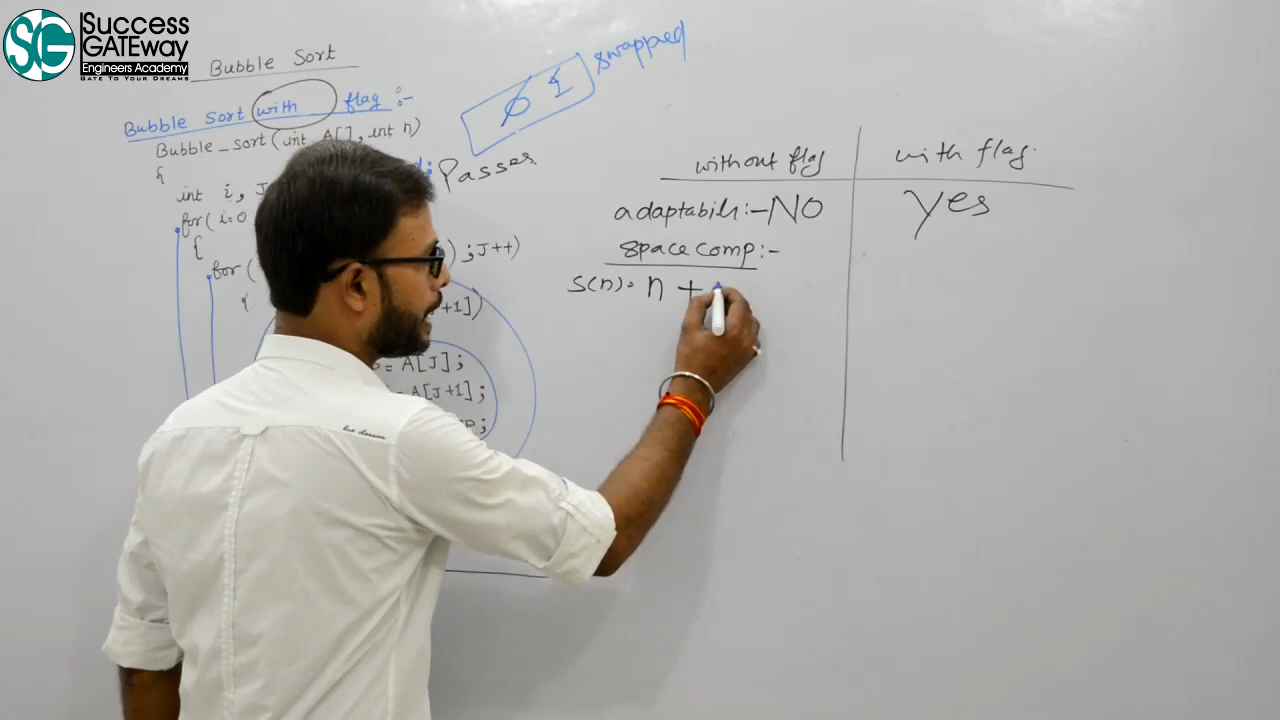 SG Success
GATEway
Engineers Academy
GATE TO YOUR DREAMS
Bubble Sort
Bubble Sort with flag :-
Bubble_sort(int A[], int n)
{
int i, J
for( i=0
{
for( ) ; J++)
{ +1])
= A[J];
= A[J+1];
P;
Passes
0 1 swapped
without flag with flag.
adaptabili:- NO Yes
space comp:-
S(n)= n +